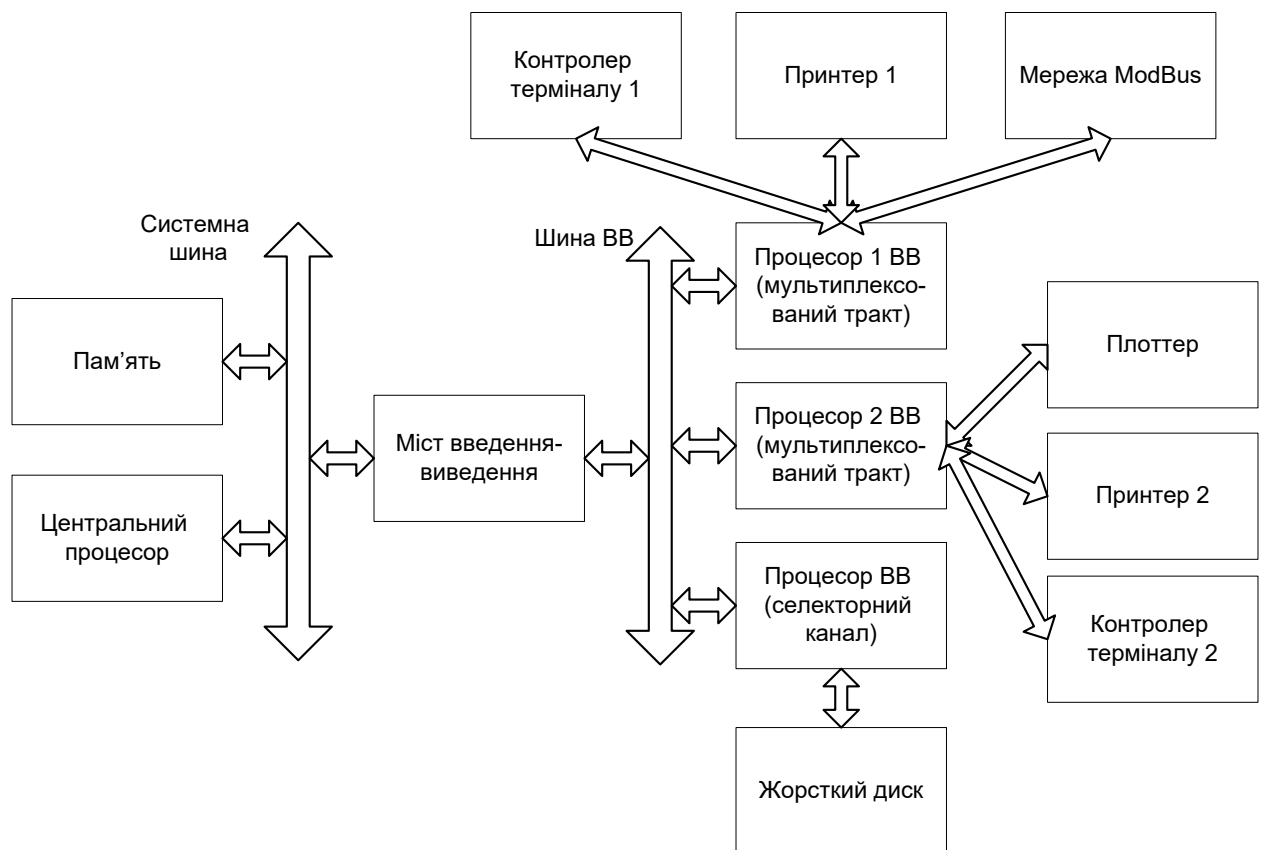 Контролер
терміналу 1
Принтер 1
Мережа ModBus
Системна
шина
Шина ВВ
Процесор 1 ВВ
(мультиплексо-
ваний тракт)
Пам’ять
Плоттер
Міст введення-
виведення
Процесор 2 ВВ
(мультиплексо-
ваний тракт)
Принтер 2
Центральний
процесор
Процесор ВВ
(селекторний
канал)
Контролер
терміналу 2
Жорсткий диск